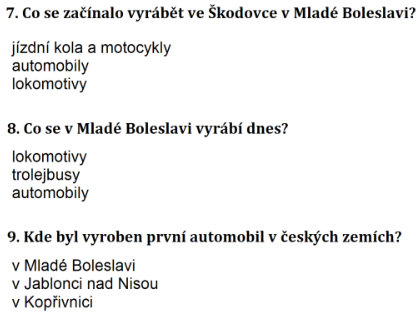 7. Co se začínalo vyrábět ve Škodovce v Mladé Boleslavi?
jízdní kola a motocykly
automobily
lokomotivy
8. Co se v Mladé Boleslavi vyrábí dnes?
lokomotivy
trolejbusy
automobily
9. Kde byl vyroben první automobil v českých zemích?
v Mladé Boleslavi
v Jablonci nad Nisou
v Kopřivnici